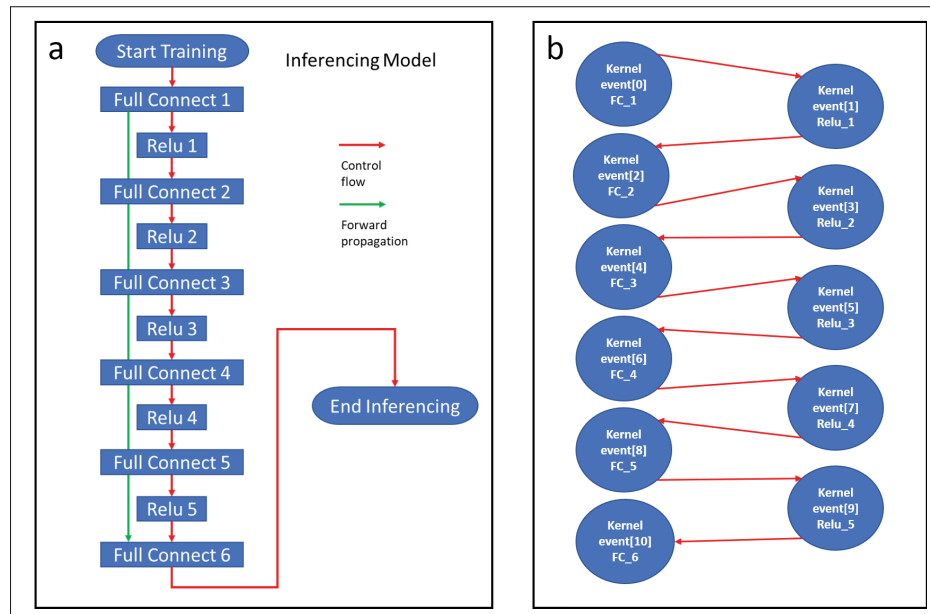 a
Start Training
Inferencing Model
Full Connect 1
Relu 1
Full Connect 2
Relu 2
Full Connect 3
Relu 3
Full Connect 4
Relu 4
Full Connect 5
Relu 5
Full Connect 6
Control
flow
Forward
propagation
End Inferencing
b
Kernel
event[0]
FC_1
Kernel
event[1]
Relu_1
Kernel
event[2]
FC_2
Kernel
event[3]
Relu_2
Kernel
event[4]
FC_3
Kernel
event[5]
Relu_3
Kernel
event[6]
FC_4
Kernel
event[7]
Relu_4
Kernel
event[8]
FC_5
Kernel
event[9]
Relu_5
Kernel
event[10]
FC_6